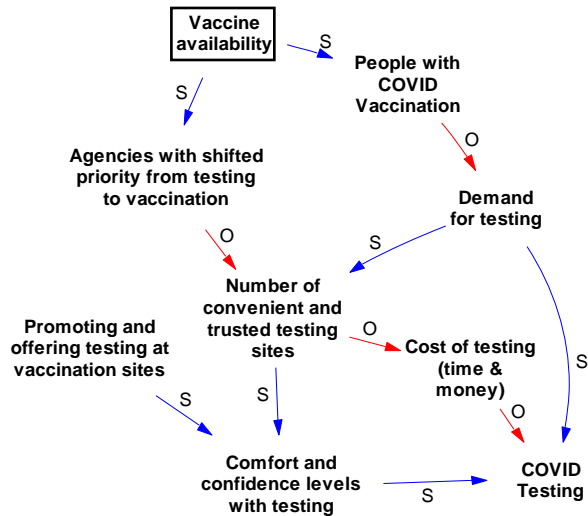 Vaccine
availability
S
People with
COVID
Vaccination
S
O
Agencies with shifted
priority from testing
to vaccination
Demand
for testing
O
S
Number of
convenient and
trusted testing
sites
Promoting and
offering testing at
vaccination sites
O
Cost of testing
(time &
money)
S
S
S
O
Comfort and
confidence levels
with testing
S
COVID
Testing